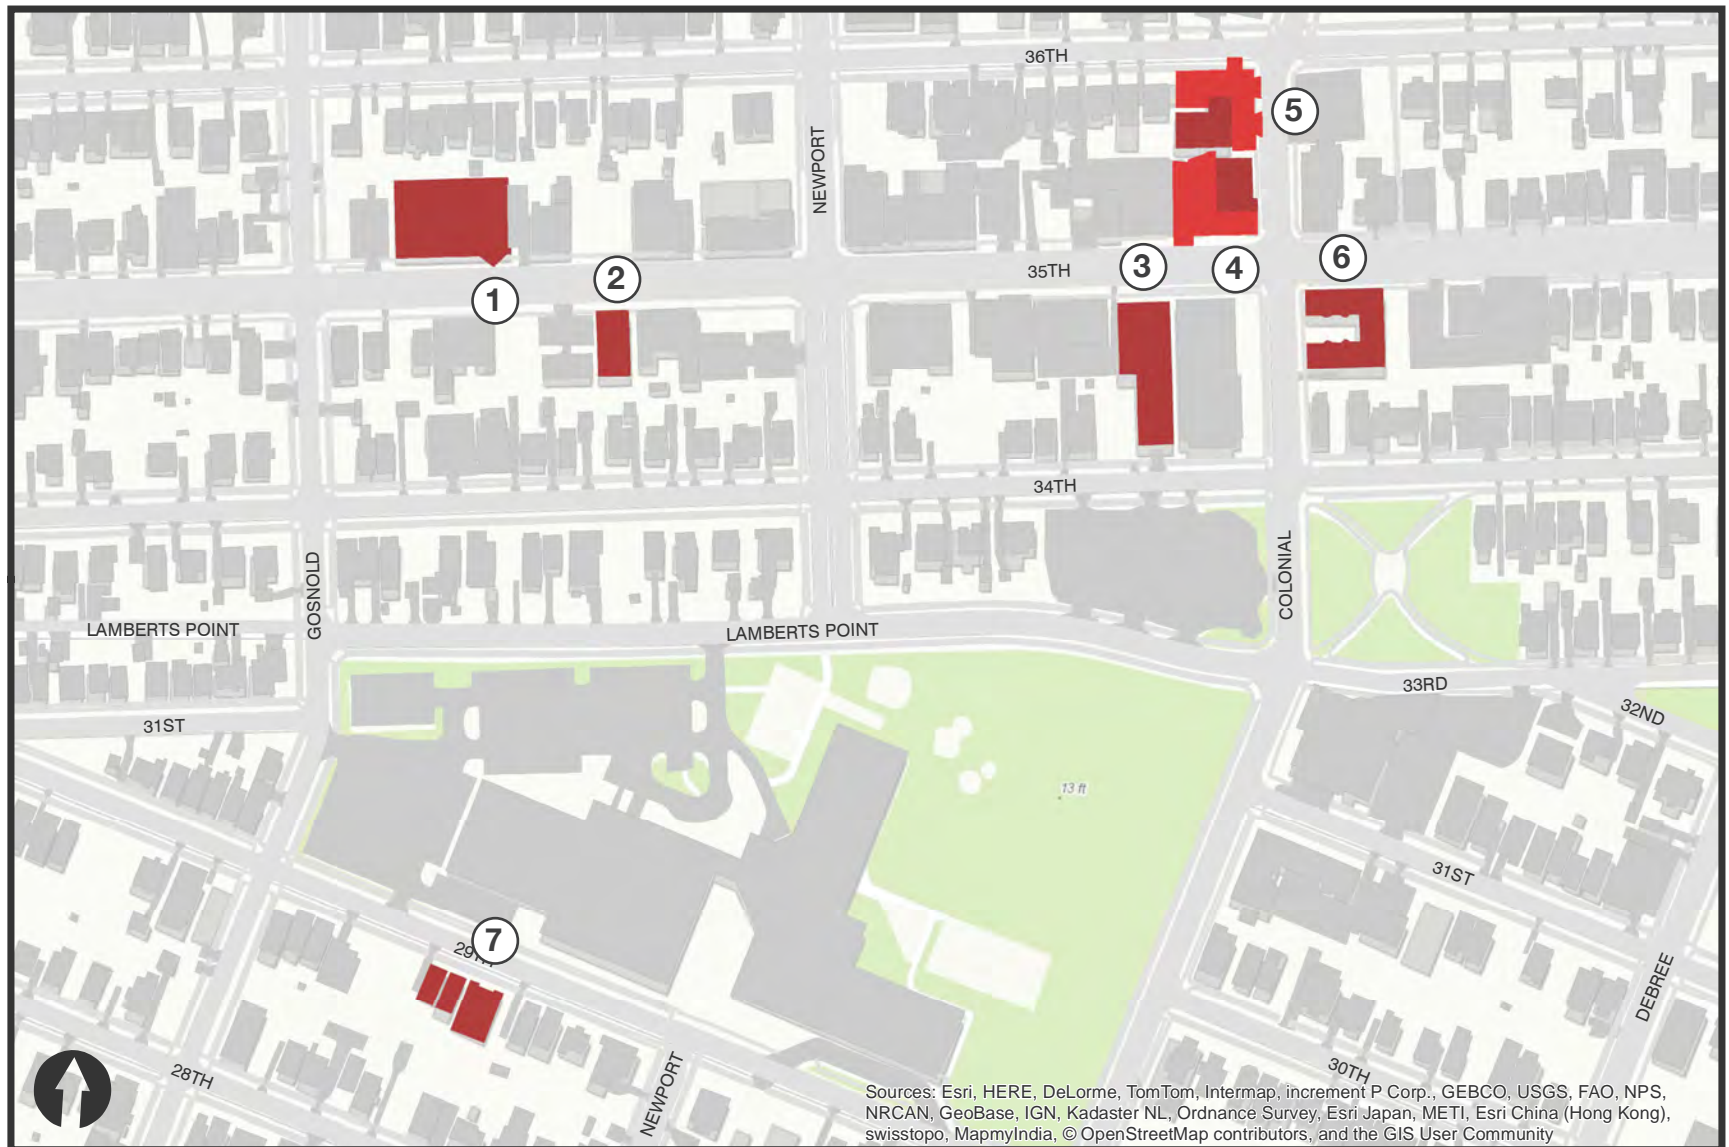 36TH
5
NEWPORT
35TH
3
4
6
2
1
34TH
GOSNOLD
COLONIAL
LAMBERTS POINT
LAMBERTS POINT
33RD
32ND
31ST
13 ft
31ST
7
29TH
DEBREE
28TH
NEWPORT
30TH
Sources: Esri, HERE, DeLorme, TomTom, Intermap, increment P Corp., GEBCO, USGS, FAO, NPS,
NRCAN, GeoBase, IGN, Kadaster NL, Ordnance Survey, Esri Japan, METI, Esri China (Hong Kong),
swisstopo, MapmyIndia, © OpenStreetMap contributors, and the GIS User Community